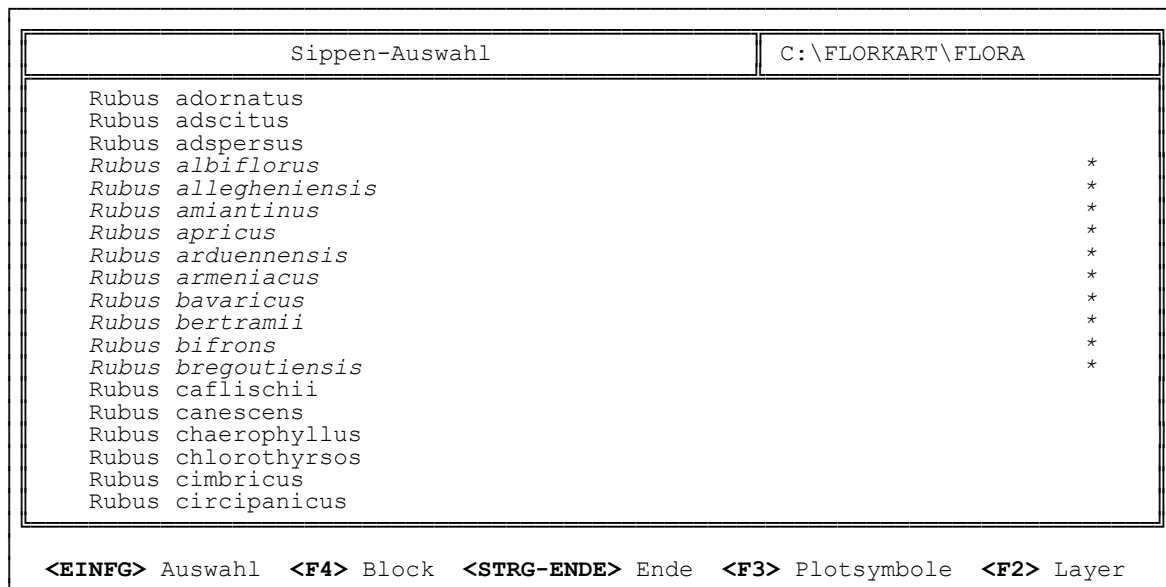 Sippen-Auswahl C:\FLORKART\FLORA
Rubus adornatus
Rubus adscitus
Rubus adspersus
Rubus albiflorus *
Rubus allegheniensis *
Rubus amiantinus *
Rubus apricus *
Rubus arduennensis *
Rubus armeniacus *
Rubus bavaricus *
Rubus bertramii *
Rubus bifrons *
Rubus bregoutiensis *
Rubus caflischii
Rubus canescens
Rubus chaerophyllus
Rubus chlorothyrsos
Rubus cimbricus
Rubus circipanicus
<EINFG> Auswahl <F4> Block <STRG-ENDE> Ende <F3> Plotsymbole <F2> Layer